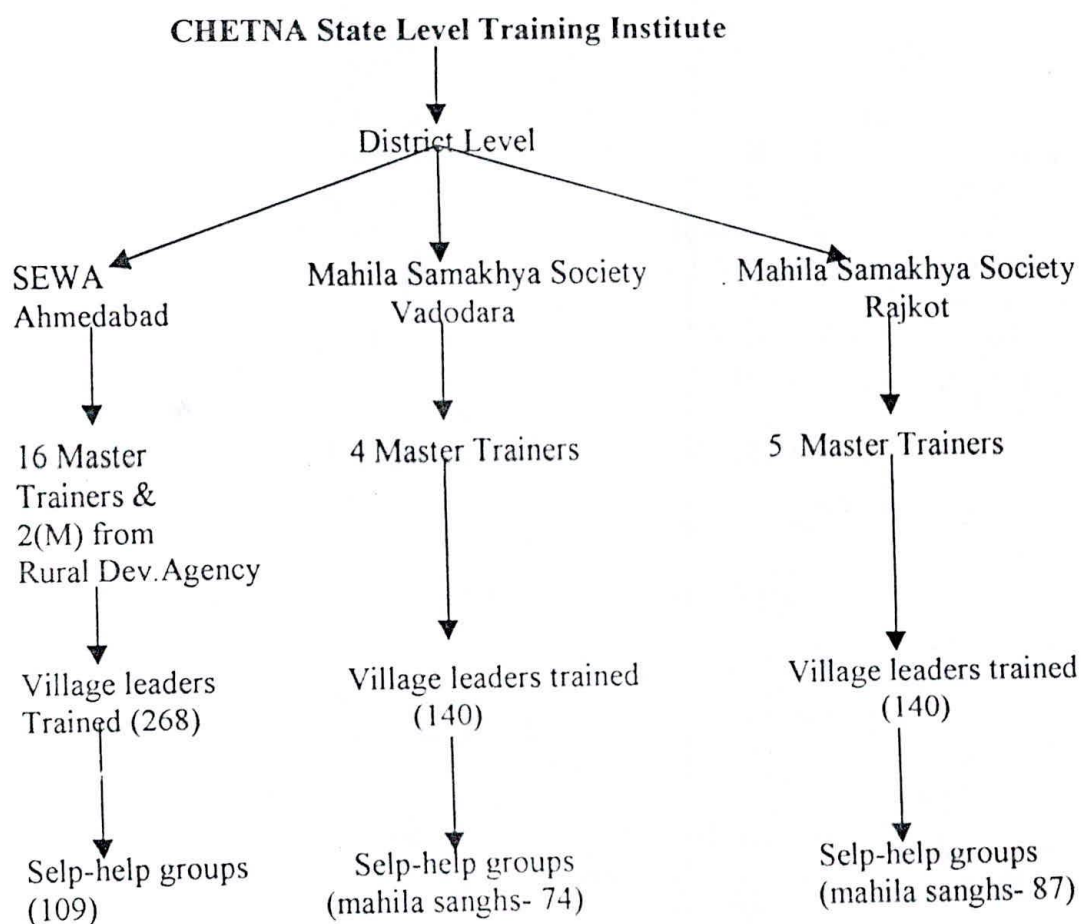 CHETNA State Level Training Institute
District Level
SEWA
Ahmedabad
Mahila Samakhya Society
Vadodara
Mahila Samakhya Society
Rajkot
16 Master
Trainers &
2(M) from
Rural Dev.Agency
4 Master Trainers
5 Master Trainers
Village leaders
Trained (268)
Village leaders trained
(140)
Village leaders trained
(140)
Selp-help groups
(109)
Selp-help groups
(mahila sanghs- 74)
Selp-help groups
(mahila sanghs- 87)